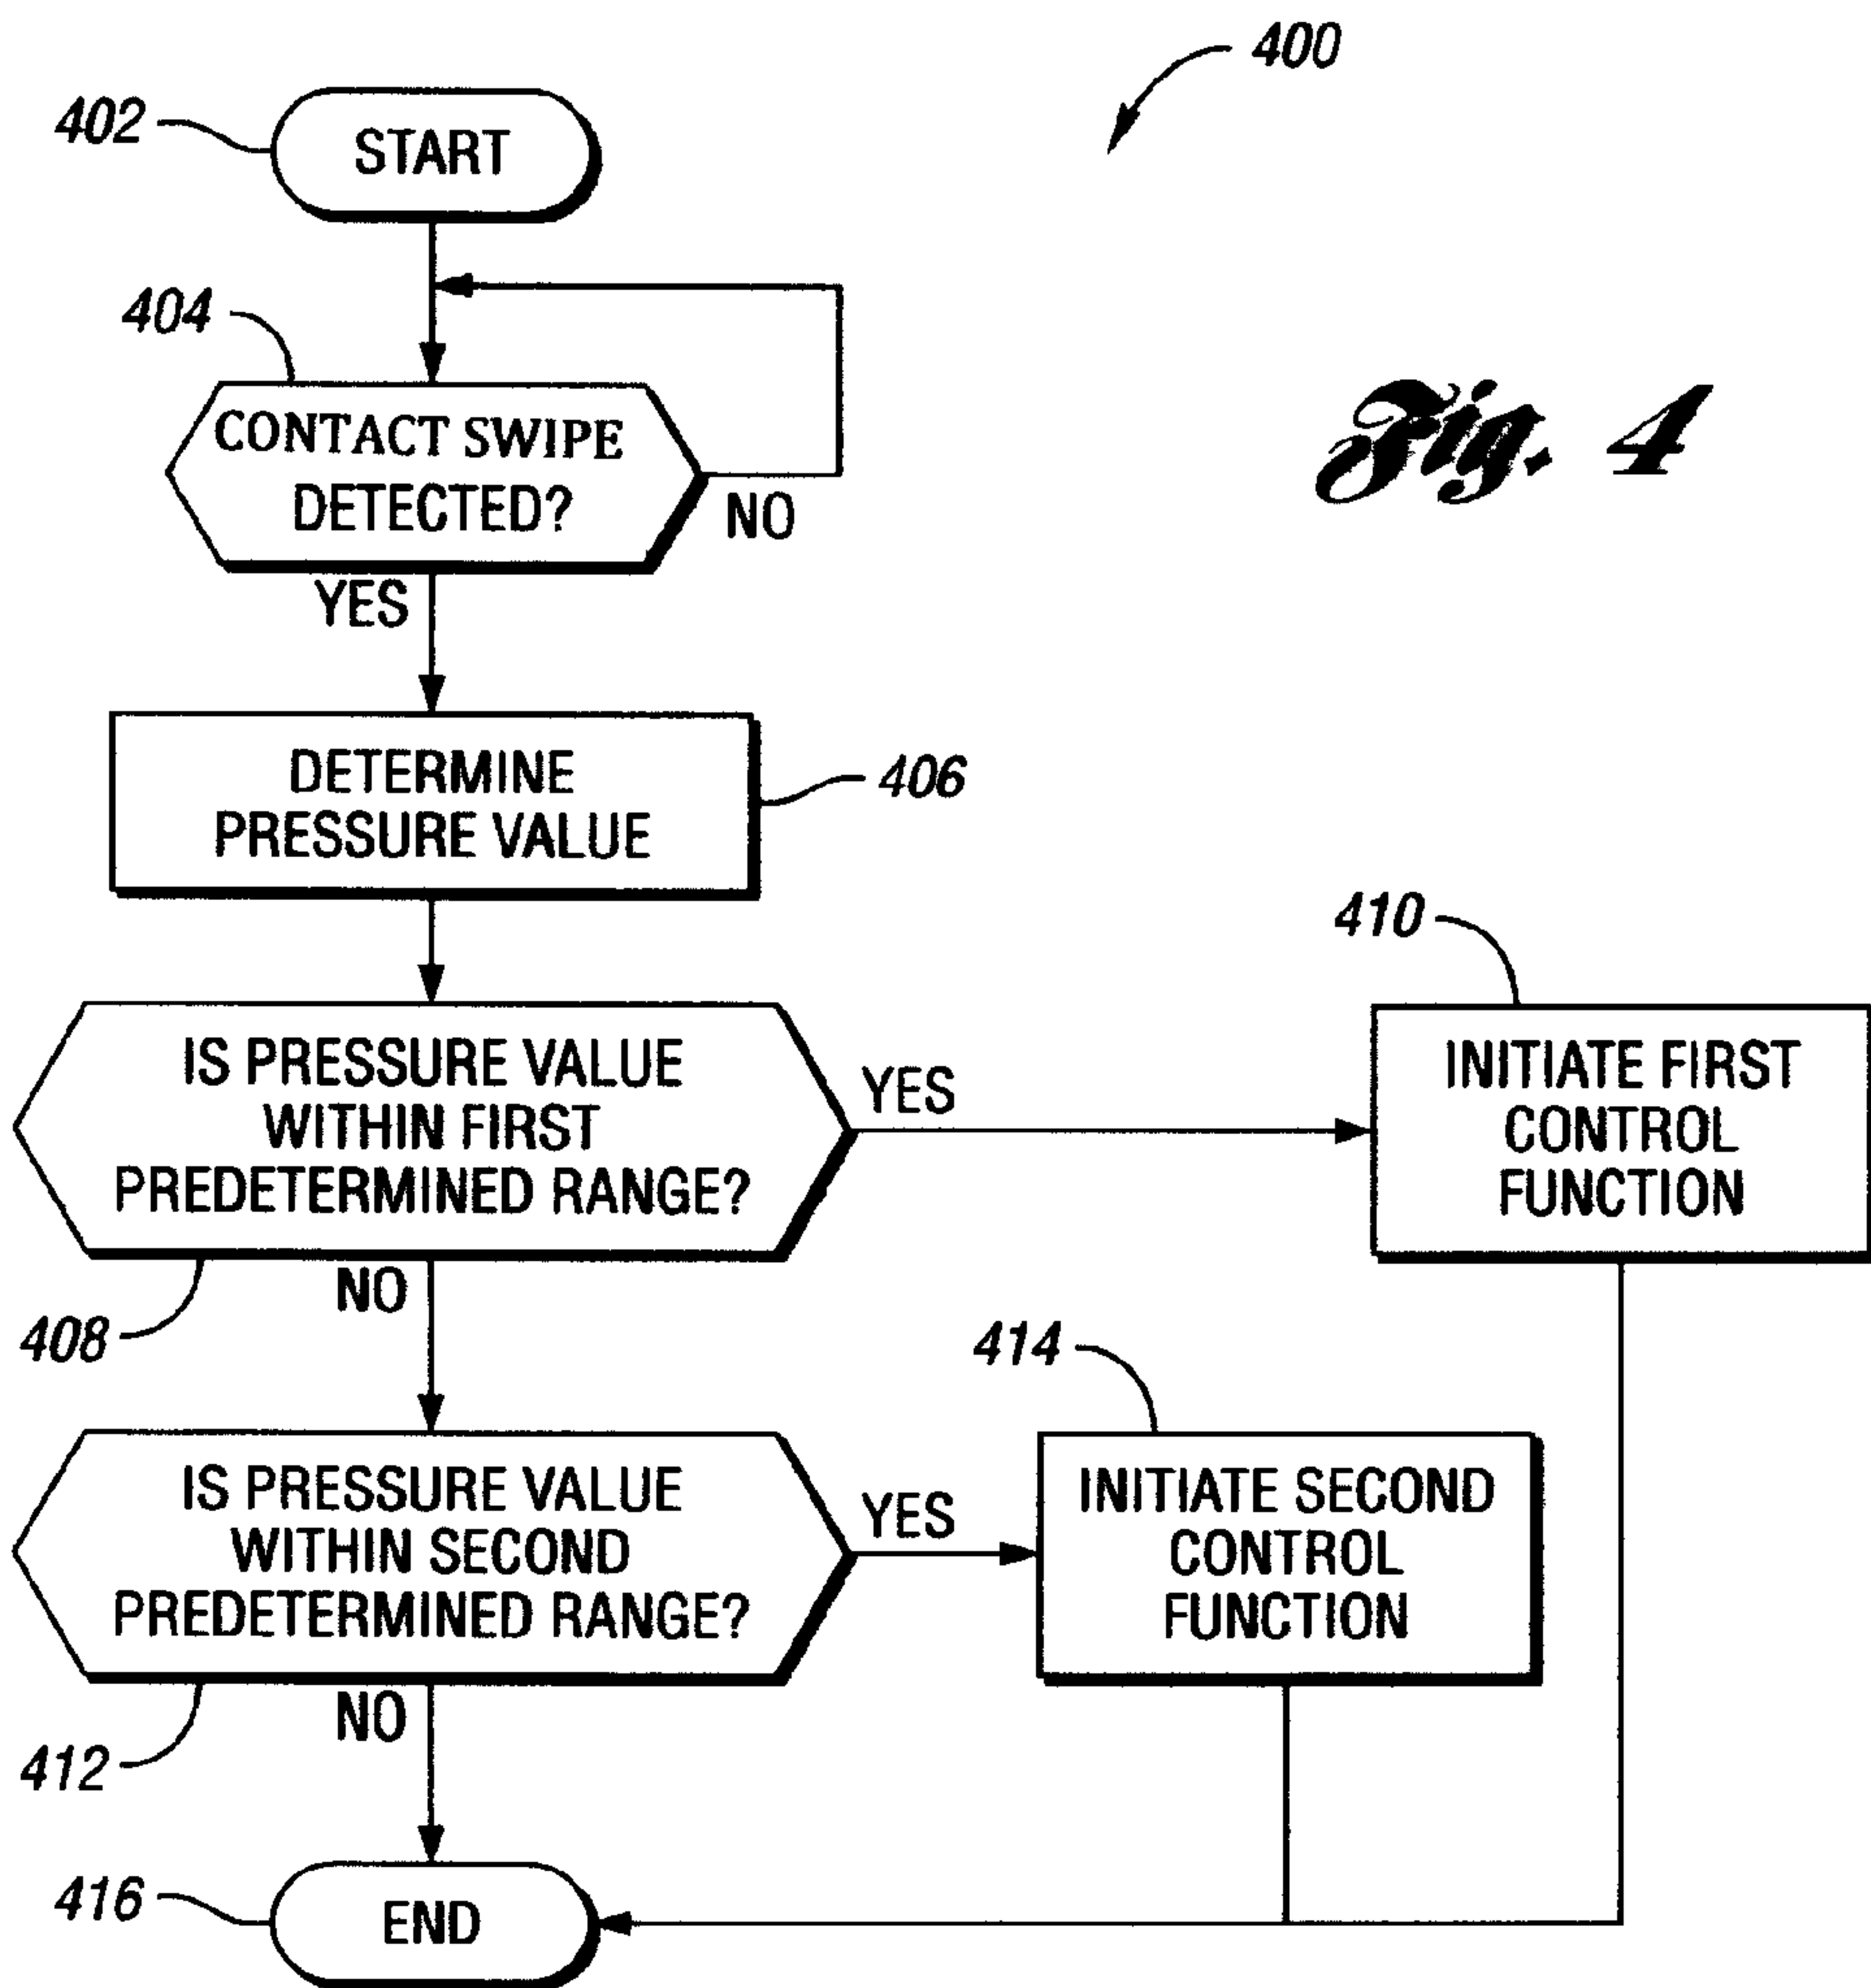 400
402
START
404
CONTACT SWIPE
DETECTED?
NO
YES
Fig. 4
DETERMINE
PRESSURE VALUE
406
IS PRESSURE VALUE
WITHIN FIRST
PREDETERMINED RANGE?
YES
410
INITIATE FIRST
CONTROL
FUNCTION
NO
408
IS PRESSURE VALUE
WITHIN SECOND
PREDETERMINED RANGE?
YES
414
INITIATE SECOND
CONTROL
FUNCTION
NO
412
416
END